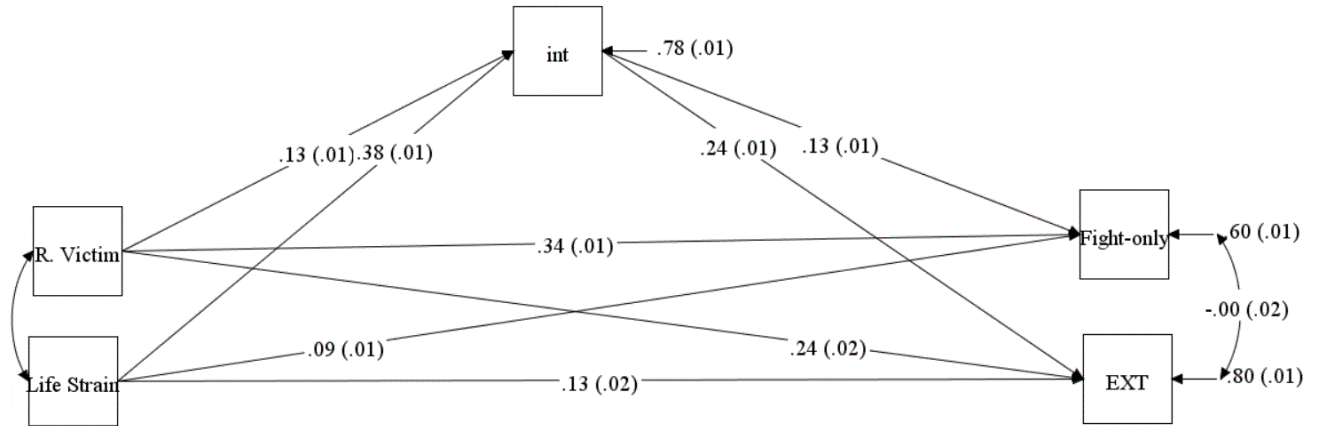 int
.78 (.01)
.13 (.01)
.38 (.01)
.24 (.01)
.13 (.01)
R. Victim
.34 (.01)
Fight-only
.60 (.01)
-.00 (.02)
.09 (.01)
.24 (.02)
Life Strain
.13 (.02)
EXT
.80 (.01)